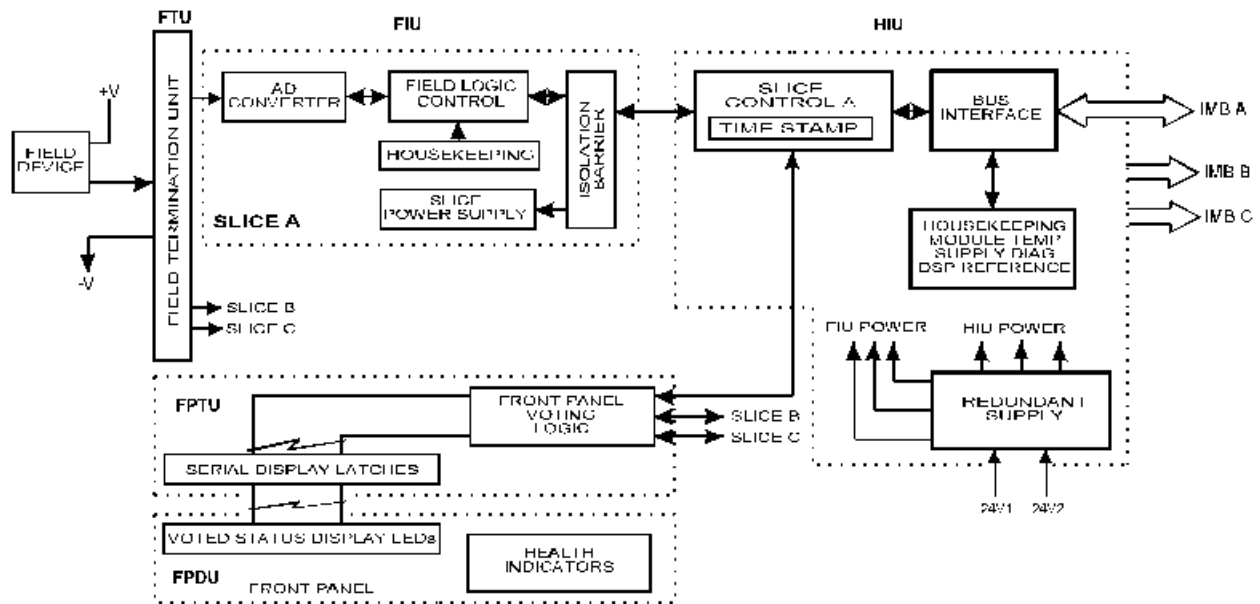 FTU
FIU
HIU
FIELD TERMINATION UNIT
+V
FIELD
DEVICE
-V
AD
CONVERTER
FIELD LOGIC
CONTROL
HOUSEKEEPING
SLICE
POWER SUPPLY
ISOLATION
BARRIER
SLICE A
SLICE
CONTROL A
TIME STAMP
BUS
INTERFACE
IMB A
IMB B
IMB C
HOUSEKEEPING
MODULE TEMP
SUPPLY DIAG
DSP REFERENCE
SLICE B
SLICE C
FIU POWER
HIU POWER
REDUNDANT
SUPPLY
24V1
24V2
FPTU
FRONT PANEL
VOTING
LOGIC
SLICE B
SLICE C
SERIAL DISPLAY LATCHES
VOTED STATUS DISPLAY LEDs
FPDU
FRONT PANEL
HEALTH
INDICATORS